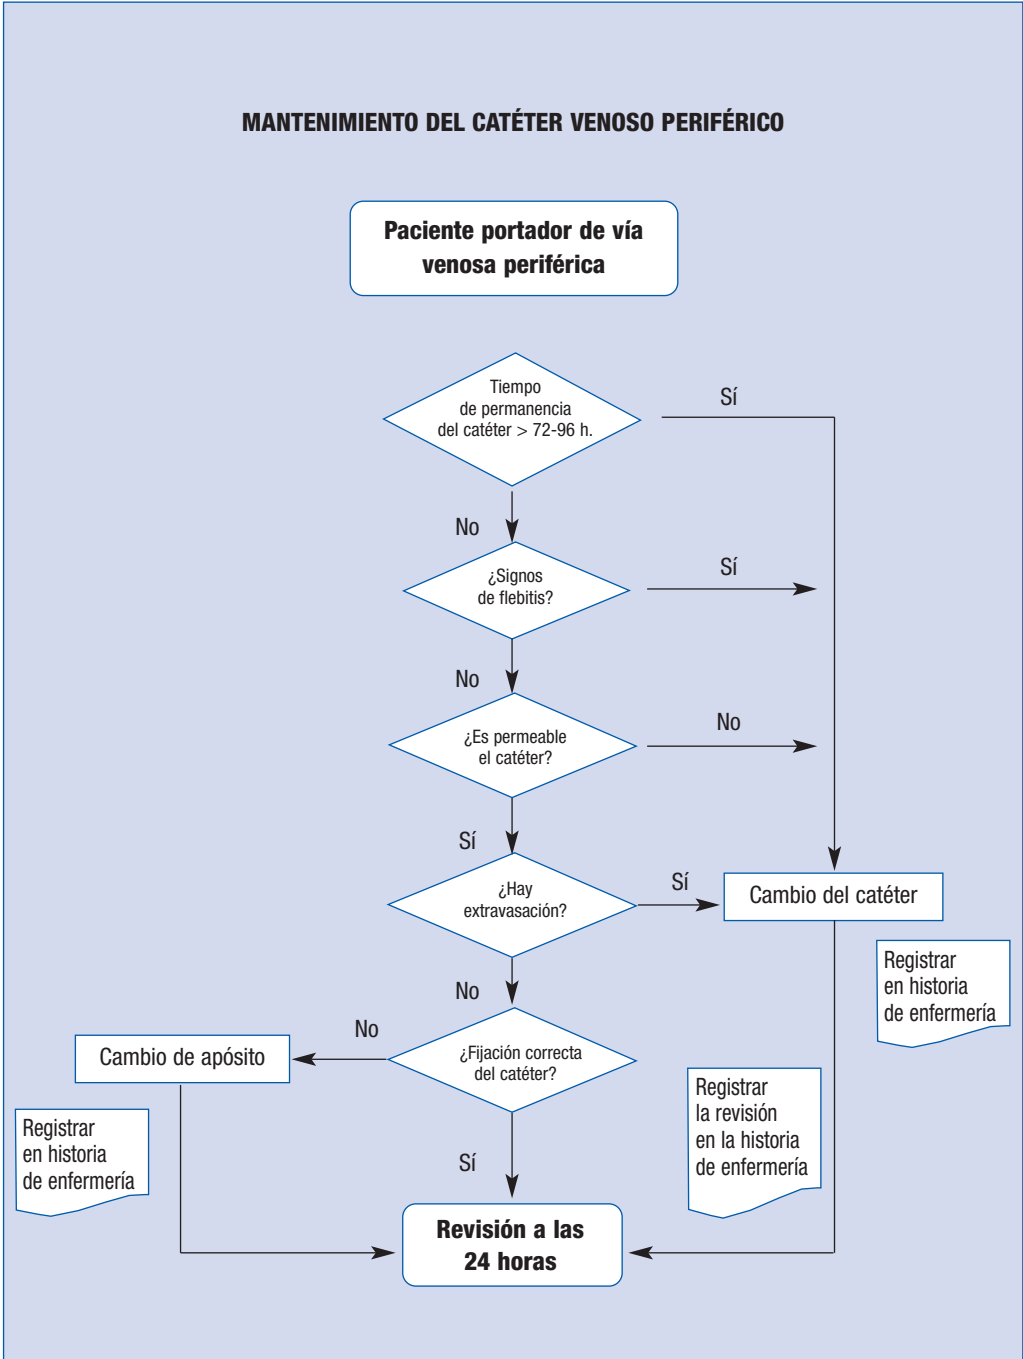 MANTENIMIENTO DEL CATÉTER VENOSO PERIFÉRICO
Paciente portador de vía
venosa periférica
Tiempo
de permanencia
del catéter > 72-96 h.
Sí
No
¿Signos
de flebitis?
Sí
No
¿Es permeable
el catéter?
No
Sí
¿Hay
extravasación?
Sí
Cambio del catéter
Registrar
en historia
de enfermería
No
¿Fijación correcta
del catéter?
No
Cambio de apósito
Registrar
en historia
de enfermería
Registrar
la revisión
en la historia
de enfermería
Sí
Revisión a las
24 horas